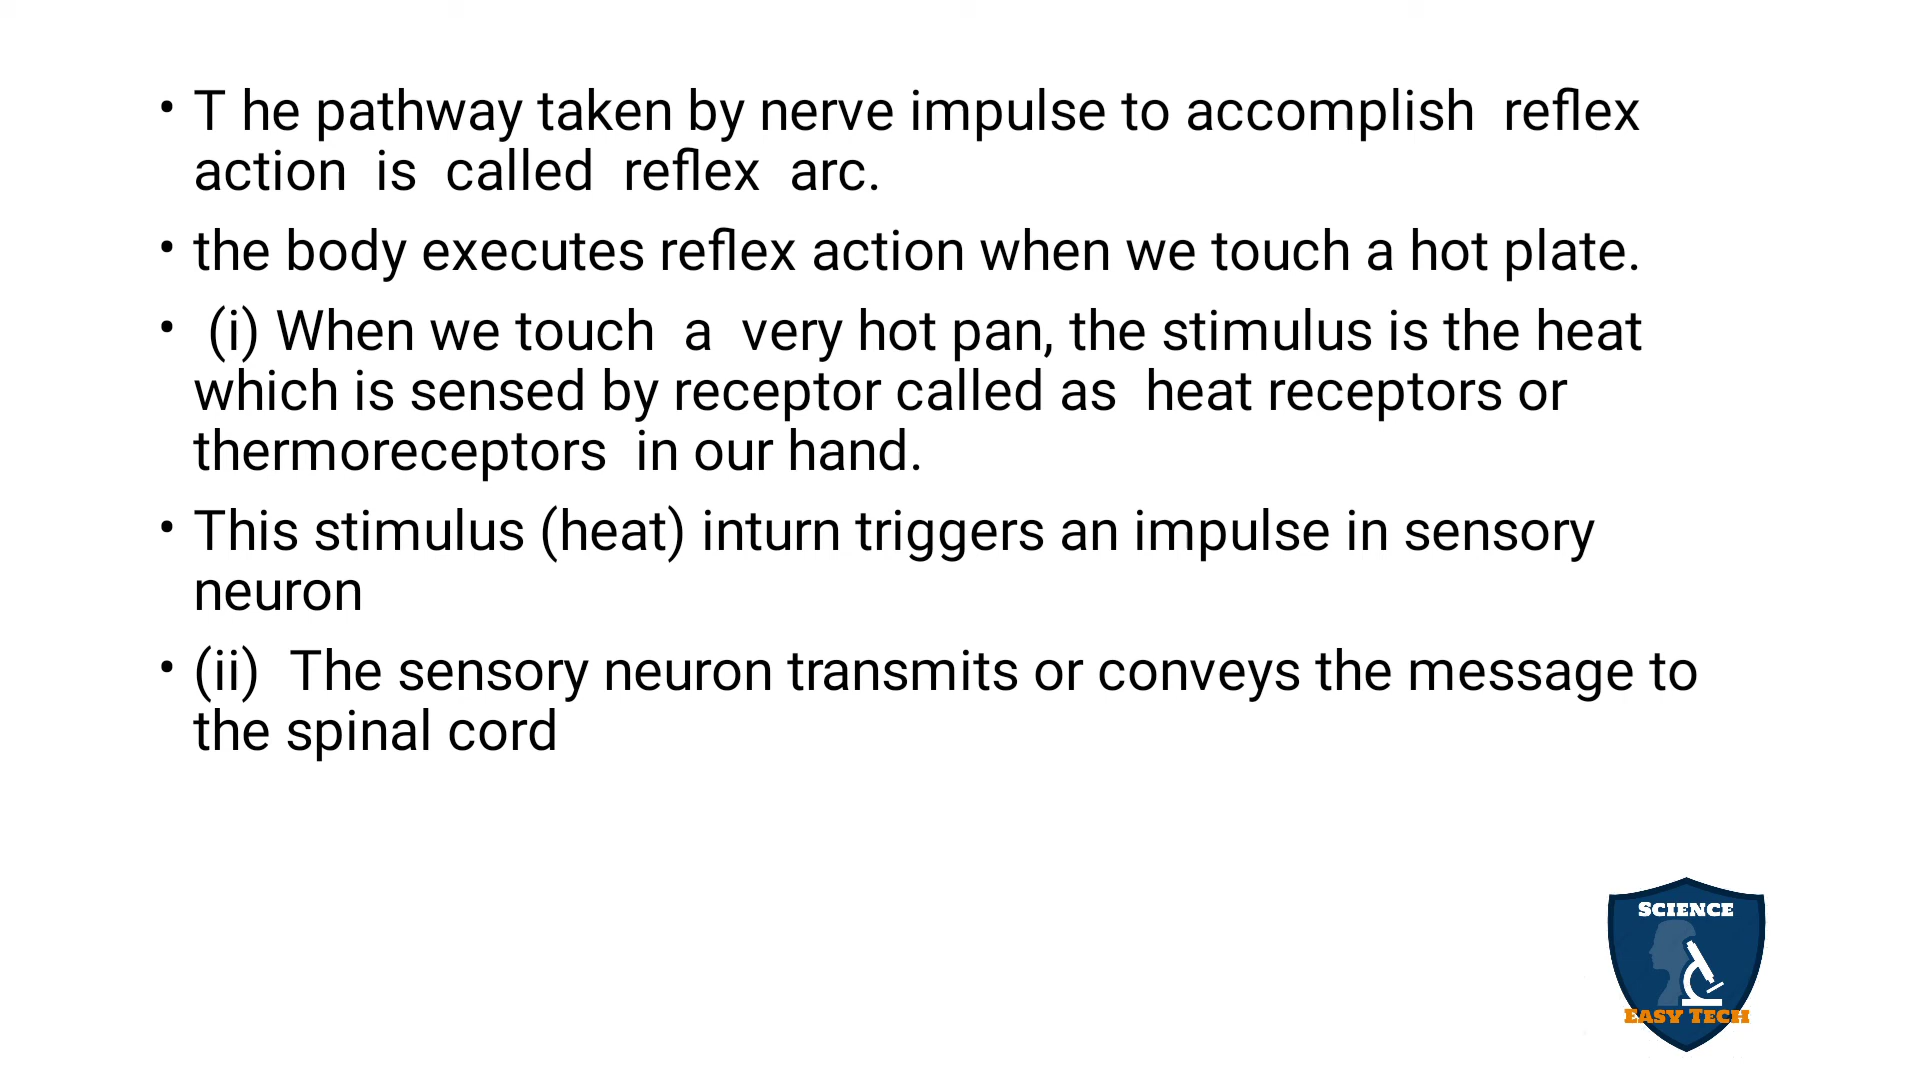 • T he pathway taken by nerve impulse to accomplish  reflex
action  is  called  reflex  arc.
• the body executes reflex action when we touch a hot plate.
•  (i) When we touch  a  very hot pan, the stimulus is the heat
which is sensed by receptor called as  heat receptors or
thermoreceptors  in our hand.
• This stimulus (heat) inturn triggers an impulse in sensory
neuron
• (ii)  The sensory neuron transmits or conveys the message to
the spinal cord
SCIENCE
EASY TECH